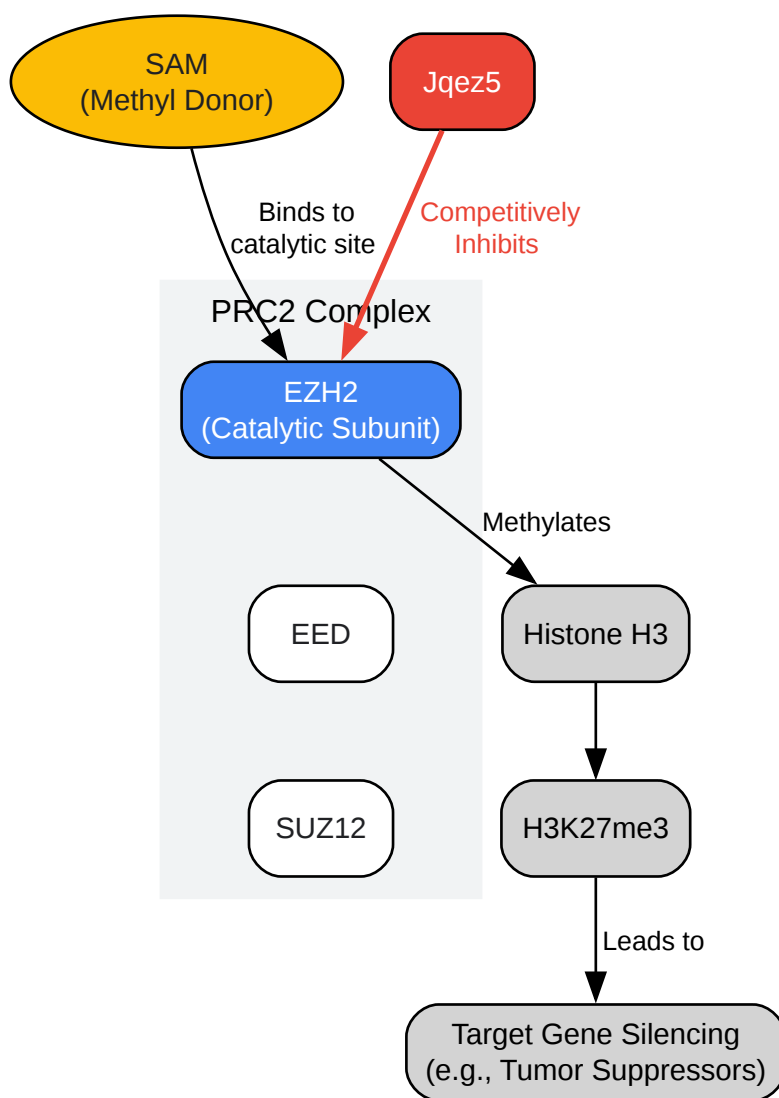 SAM
(Methyl Donor)
Jqez5
Binds to
catalytic site
Competitively
Inhibits
PRC2 Complex
EZH2
(Catalytic Subunit)
Methylates
EED
Histone H3
SUZ12
H3K27me3
Leads to
Target Gene Silencing
(e.g., Tumor Suppressors)